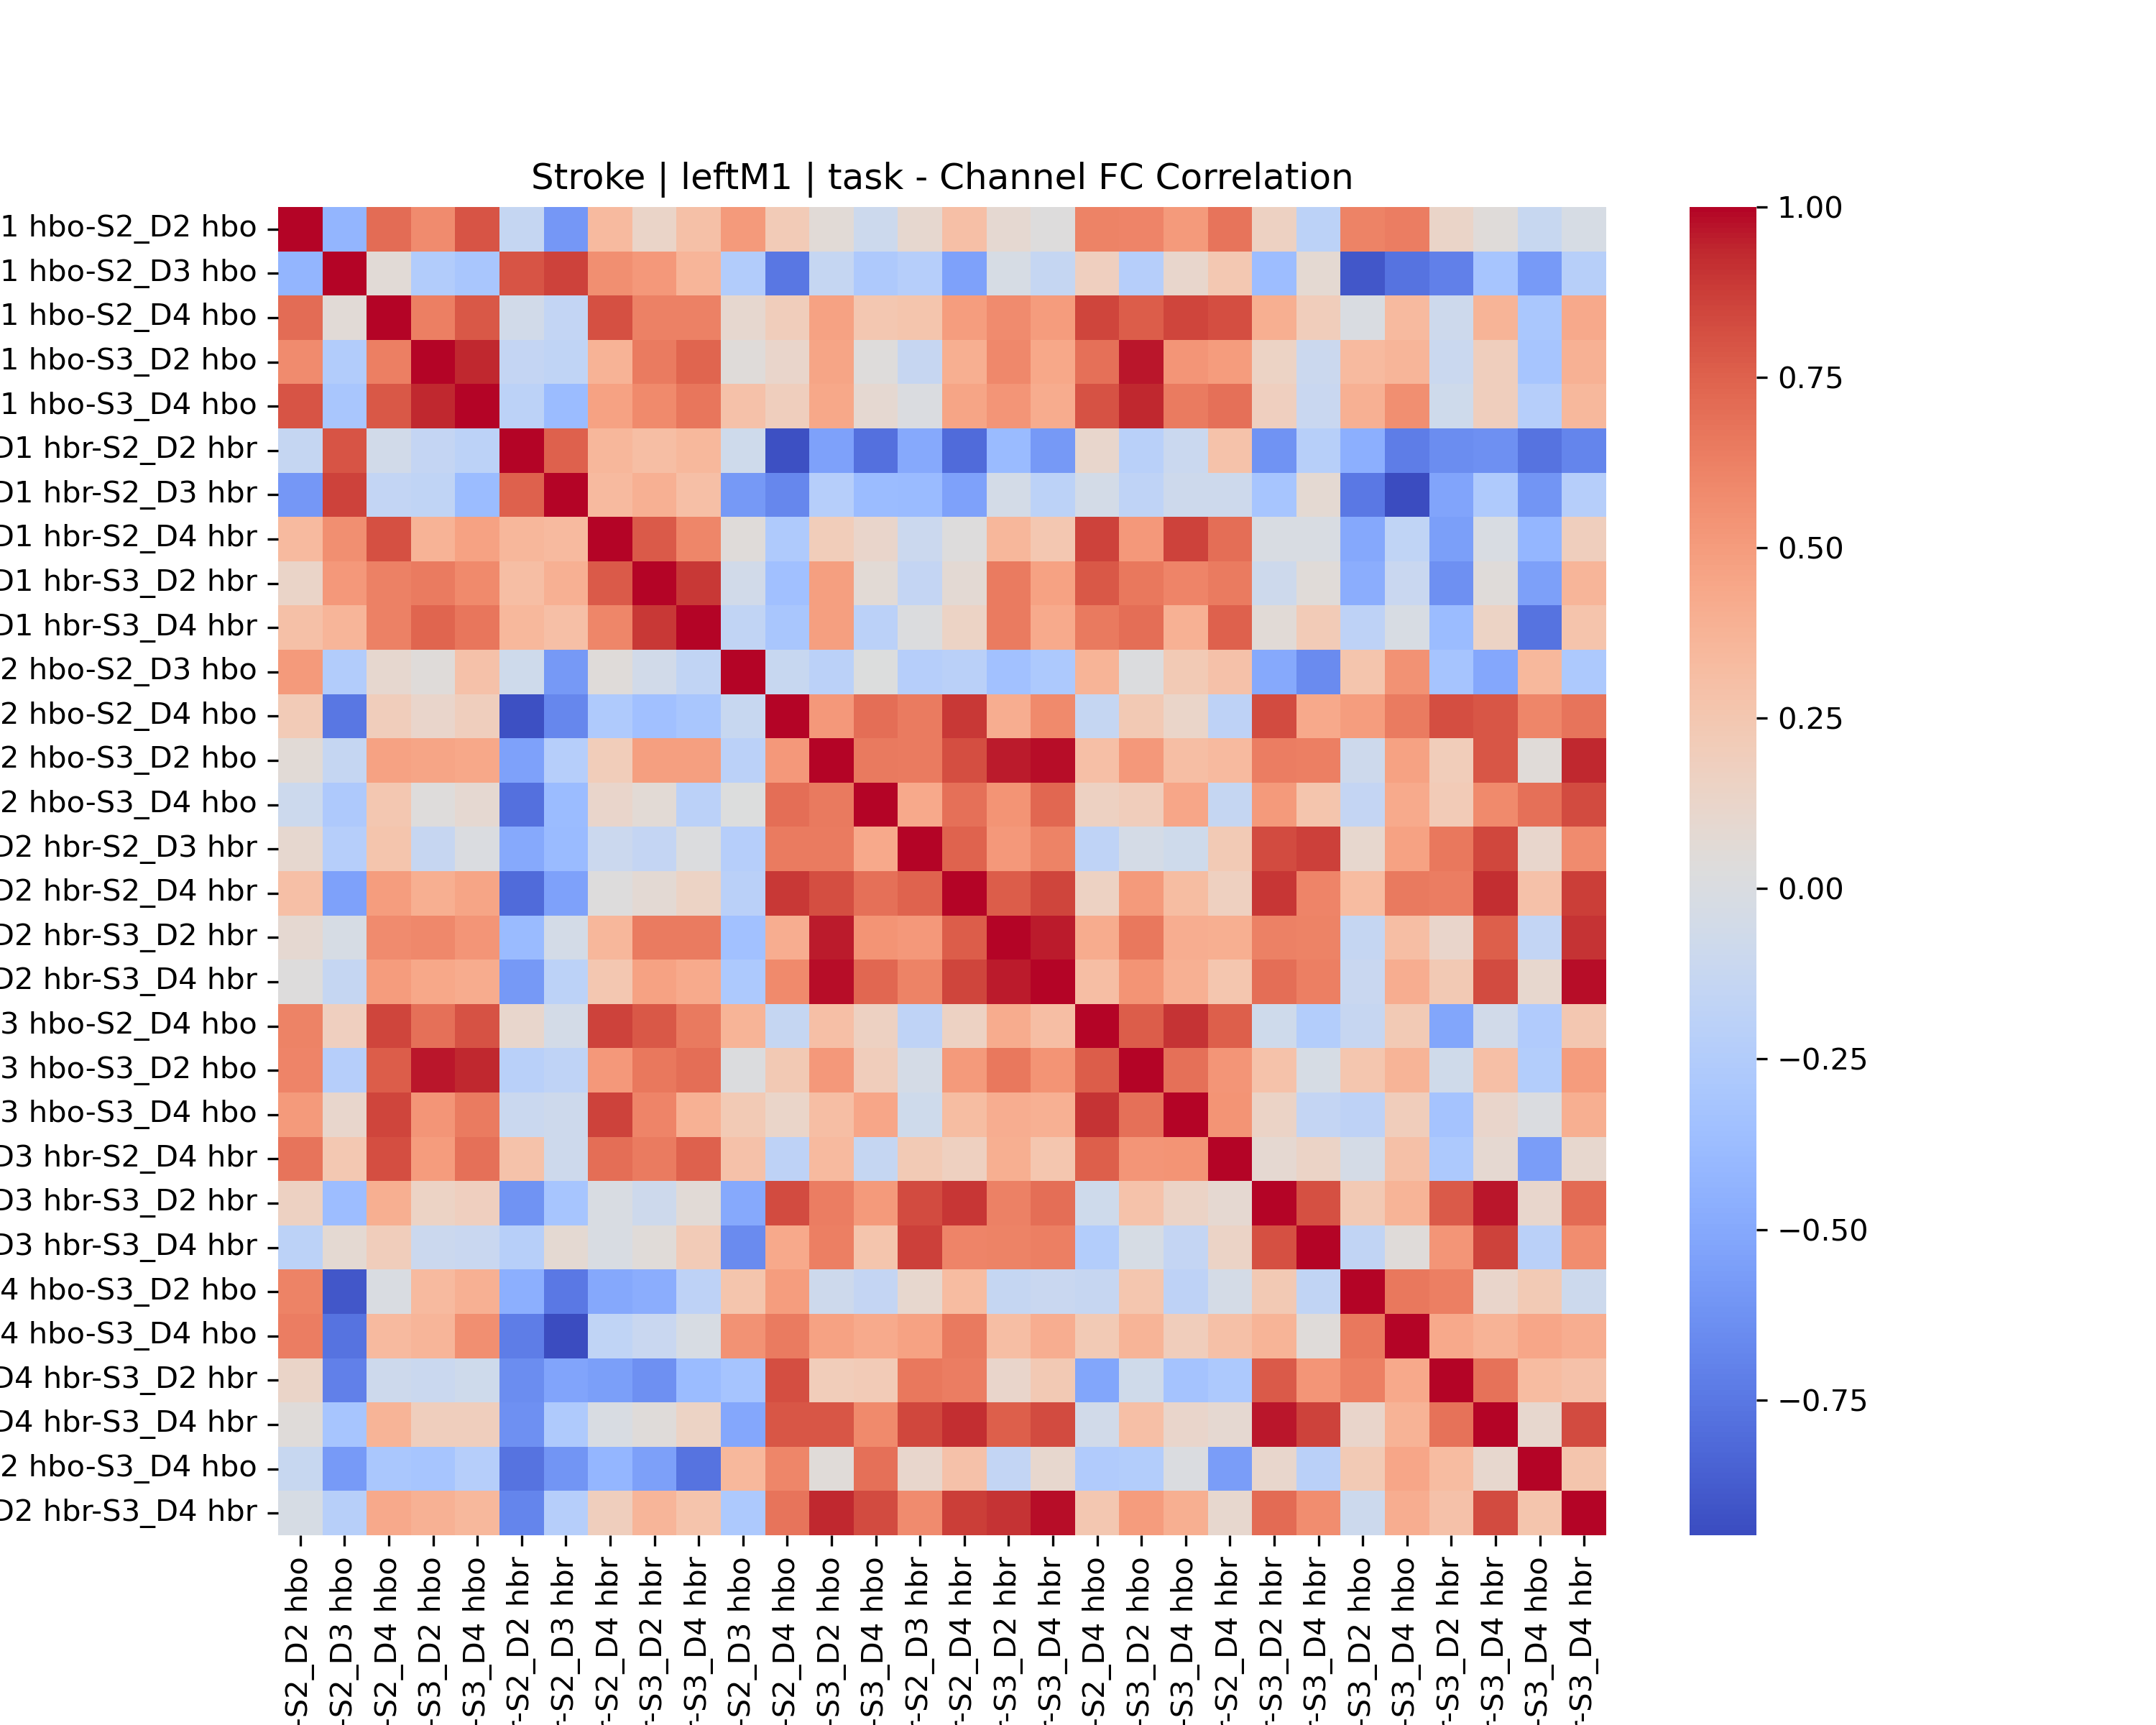 Stroke | leftM1 | task - Channel FC Correlation
1 hbo-S2_D2 hbo
1 hbo-S2_D3 hbo
1 hbo-S2_D4 hbo
1 hbo-S3_D2 hbo
1 hbo-S3_D4 hbo
D1 hbr-S2_D2 hbr
D1 hbr-S2_D3 hbr
D1 hbr-S2_D4 hbr
D1 hbr-S3_D2 hbr
D1 hbr-S3_D4 hbr
2 hbo-S2_D3 hbo
2 hbo-S2_D4 hbo
2 hbo-S3_D2 hbo
2 hbo-S3_D4 hbo
D2 hbr-S2_D3 hbr
D2 hbr-S2_D4 hbr
D2 hbr-S3_D2 hbr
D2 hbr-S3_D4 hbr
3 hbo-S2_D4 hbo
3 hbo-S3_D2 hbo
3 hbo-S3_D4 hbo
D3 hbr-S2_D4 hbr
D3 hbr-S3_D2 hbr
D3 hbr-S3_D4 hbr
4 hbo-S3_D2 hbo
4 hbo-S3_D4 hbo
D4 hbr-S3_D2 hbr
D4 hbr-S3_D4 hbr
2 hbo-S3_D4 hbo
D2 hbr-S3_D4 hbr
-S2_D2 hbo
-S2_D3 hbo
-S2_D4 hbo
-S3_D2 hbo
-S3_D4 hbo
r-S2_D2 hbr
r-S2_D3 hbr
r-S2_D4 hbr
r-S3_D2 hbr
r-S3_D4 hbr
-S2_D3 hbo
-S2_D4 hbo
-S3_D2 hbo
-S3_D4 hbo
r-S2_D3 hbr
r-S2_D4 hbr
r-S3_D2 hbr
r-S3_D4 hbr
-S2_D4 hbo
-S3_D2 hbo
-S3_D4 hbo
r-S2_D4 hbr
r-S3_D2 hbr
r-S3_D4 hbr
-S3_D2 hbo
-S3_D4 hbo
r-S3_D2 hbr
r-S3_D4 hbr
-S3_D4 hbo
r-S3_D4 hbr
1.00
0.75
0.50
0.25
0.00
−0.25
−0.50
−0.75